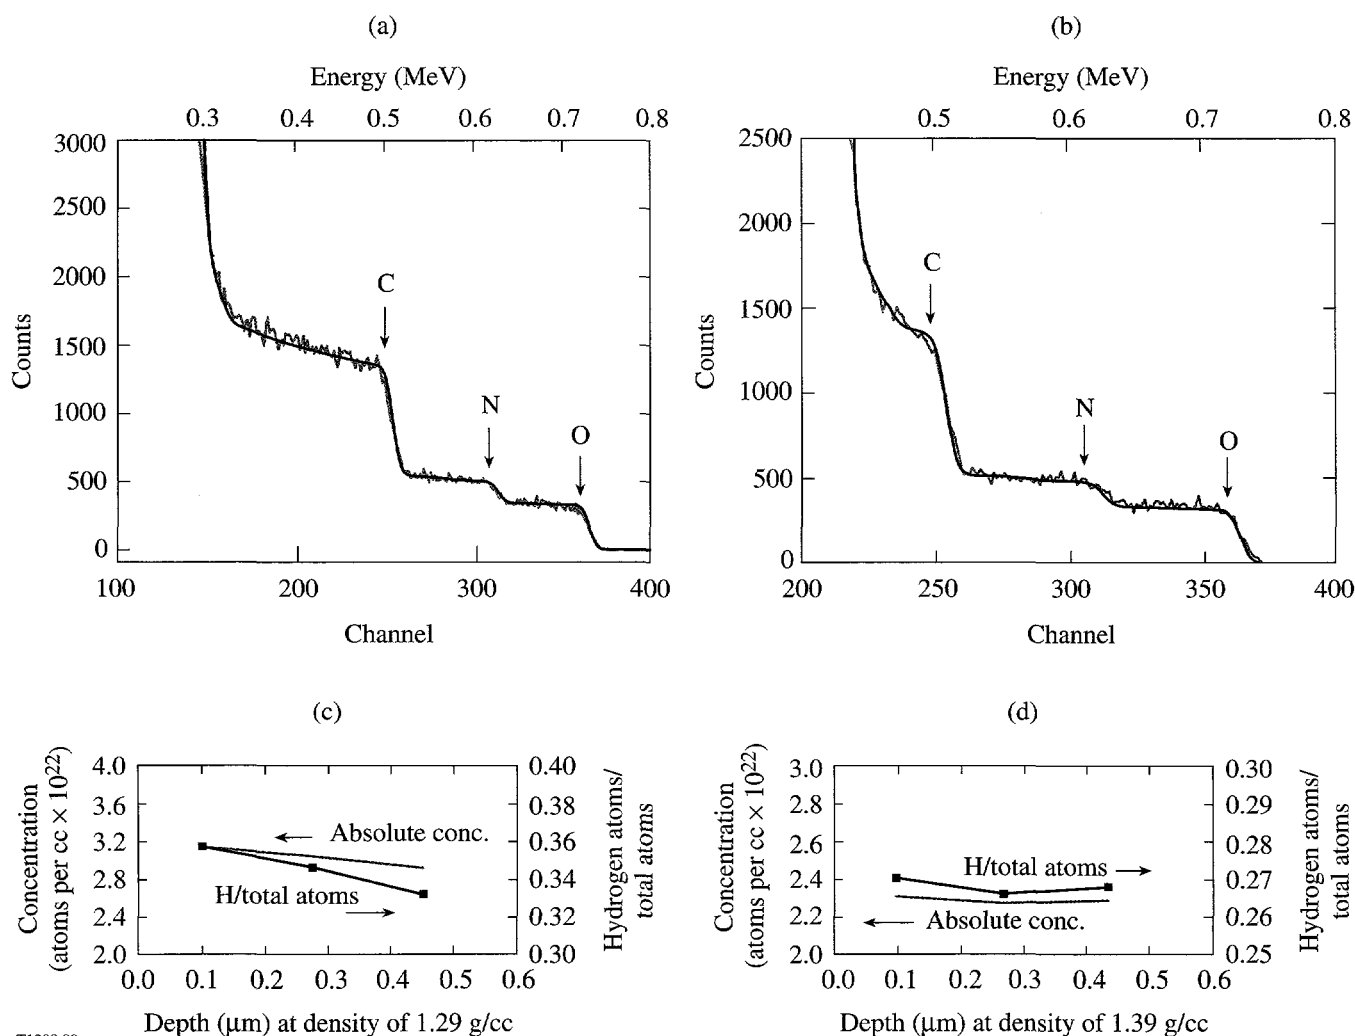 (a)
Energy (MeV)
0.3 0.4 0.5 0.6 0.7 0.8
3000
2500
2000
1500
1000
500
0
Counts
C
N
O
100 200 300 400
Channel
(b)
Energy (MeV)
0.5 0.6 0.7 0.8
2500
2000
1500
1000
500
0
Counts
C
N
O
200 250 300 350 400
Channel
(c)
Concentration
(atoms per cc × 10²²)
4.0
3.6
3.2
2.8
2.4
2.0
Absolute conc.
H/total atoms
0.40
0.38
0.36
0.34
0.32
0.30
Hydrogen atoms/
total atoms
0.0 0.1 0.2 0.3 0.4 0.5 0.6
Depth (μm) at density of 1.29 g/cc
(d)
Concentration
(atoms per cc × 10²²)
3.0
2.8
2.6
2.4
2.2
2.0
H/total atoms
Absolute conc.
0.30
0.29
0.28
0.27
0.26
0.25
Hydrogen atoms/
total atoms
0.0 0.1 0.2 0.3 0.4 0.5 0.6
Depth (μm) at density of 1.39 g/cc